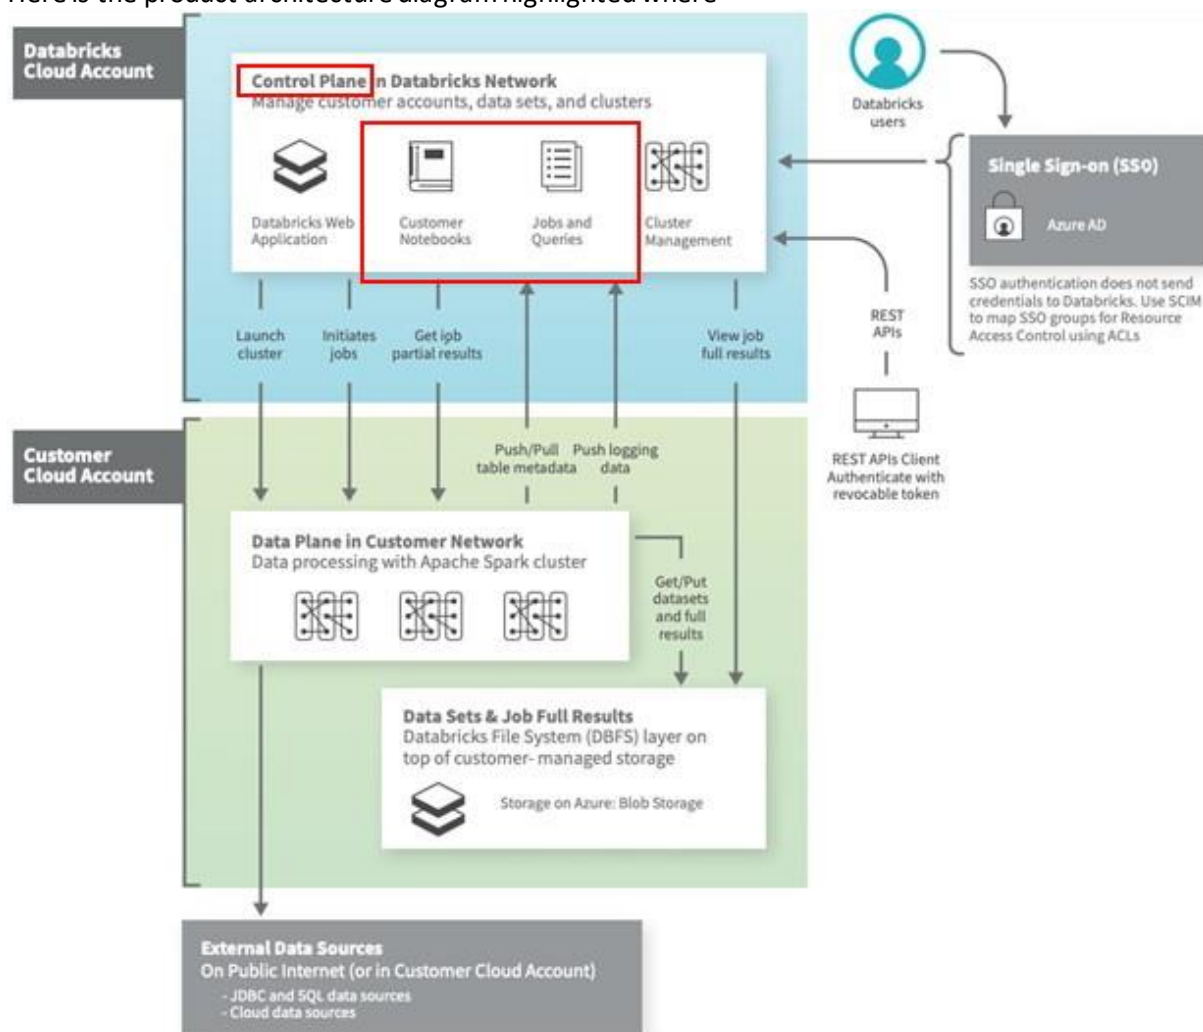 Here is the product architecture diagram highlighted where
Databricks
Cloud Account
Control Plane in Databricks Network
Manage customer accounts, data sets, and clusters
Databricks Web
Application
Customer
Notebooks
Jobs and
Queries
Cluster
Management
Databricks
users
Single Sign-on (SSO)
Azure AD
SSO authentication does not send
credentials to Databricks. Use SCIM
to map SSO groups for Resource
Access Control using ACLs
Launch
cluster
Initiates
jobs
Get job
partial results
View job
full results
REST
APIs
REST APIs Client
Authenticate with
revocable token
Customer
Cloud Account
Push/Pull
table metadata
Push logging
data
Data Plane in Customer Network
Data processing with Apache Spark cluster
Get/Put
datasets
and full
results
Data Sets & Job Full Results
Databricks File System (DBFS) layer on
top of customer- managed storage
Storage on Azure: Blob Storage
External Data Sources
On Public Internet (or in Customer Cloud Account)
- JDBC and SQL data sources
- Cloud data sources